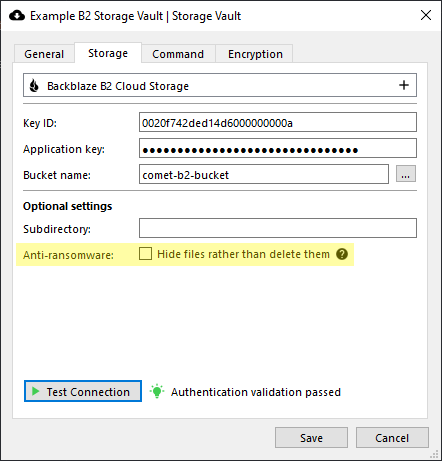 Example B2 Storage Vault | Storage Vault
General Storage Command Encryption
Backblaze B2 Cloud Storage +
Key ID: 0020f742ded14d6000000000a
Application key: ●●●●●●●●●●●●●●●●●●●●●●●●●●●●●●●
Bucket name: comet-b2-bucket ...
Optional settings
Subdirectory:
Anti-ransomware: Hide files rather than delete them ?
Test Connection Authentication validation passed
Save Cancel